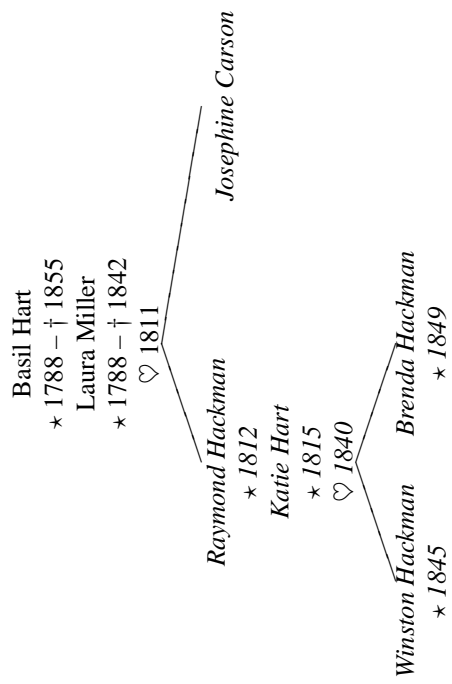 Basil Hart
⋆ 1788 – † 1855
Laura Miller
⋆ 1788 – † 1842
♡ 1811
Raymond Hackman
⋆ 1812
Katie Hart
⋆ 1815
♡ 1840
Josephine Carson
Winston Hackman
⋆ 1845
Brenda Hackman
⋆ 1849